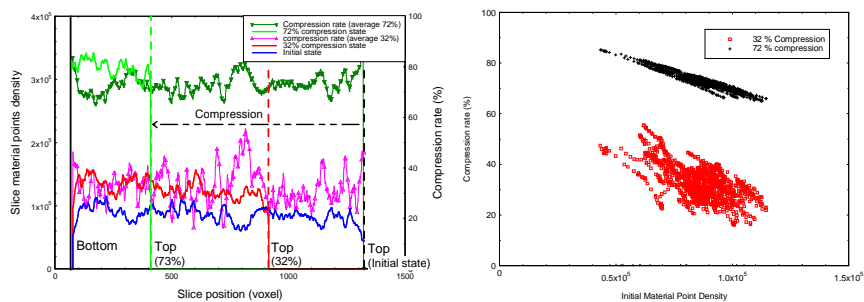 Compression rate (average 72%)
72% compression state
compression rate (average 32%)
32% compression state
Initial state
Slice material points density
4x10⁵
3x10⁵
2x10⁵
1x10⁵
0
100
80
60
40
20
Compression rate (%)
Compression
Bottom
Top
(73%)
Top
(32%)
Top
(Initial state)
500
1000
1500
Slice position (voxel)
32 % Compression
72 % compression
Compression rate (%)
100
80
60
40
20
0
0
0.5x10⁵
1.0x10⁵
1.5x10⁵
Initial Material Point Density